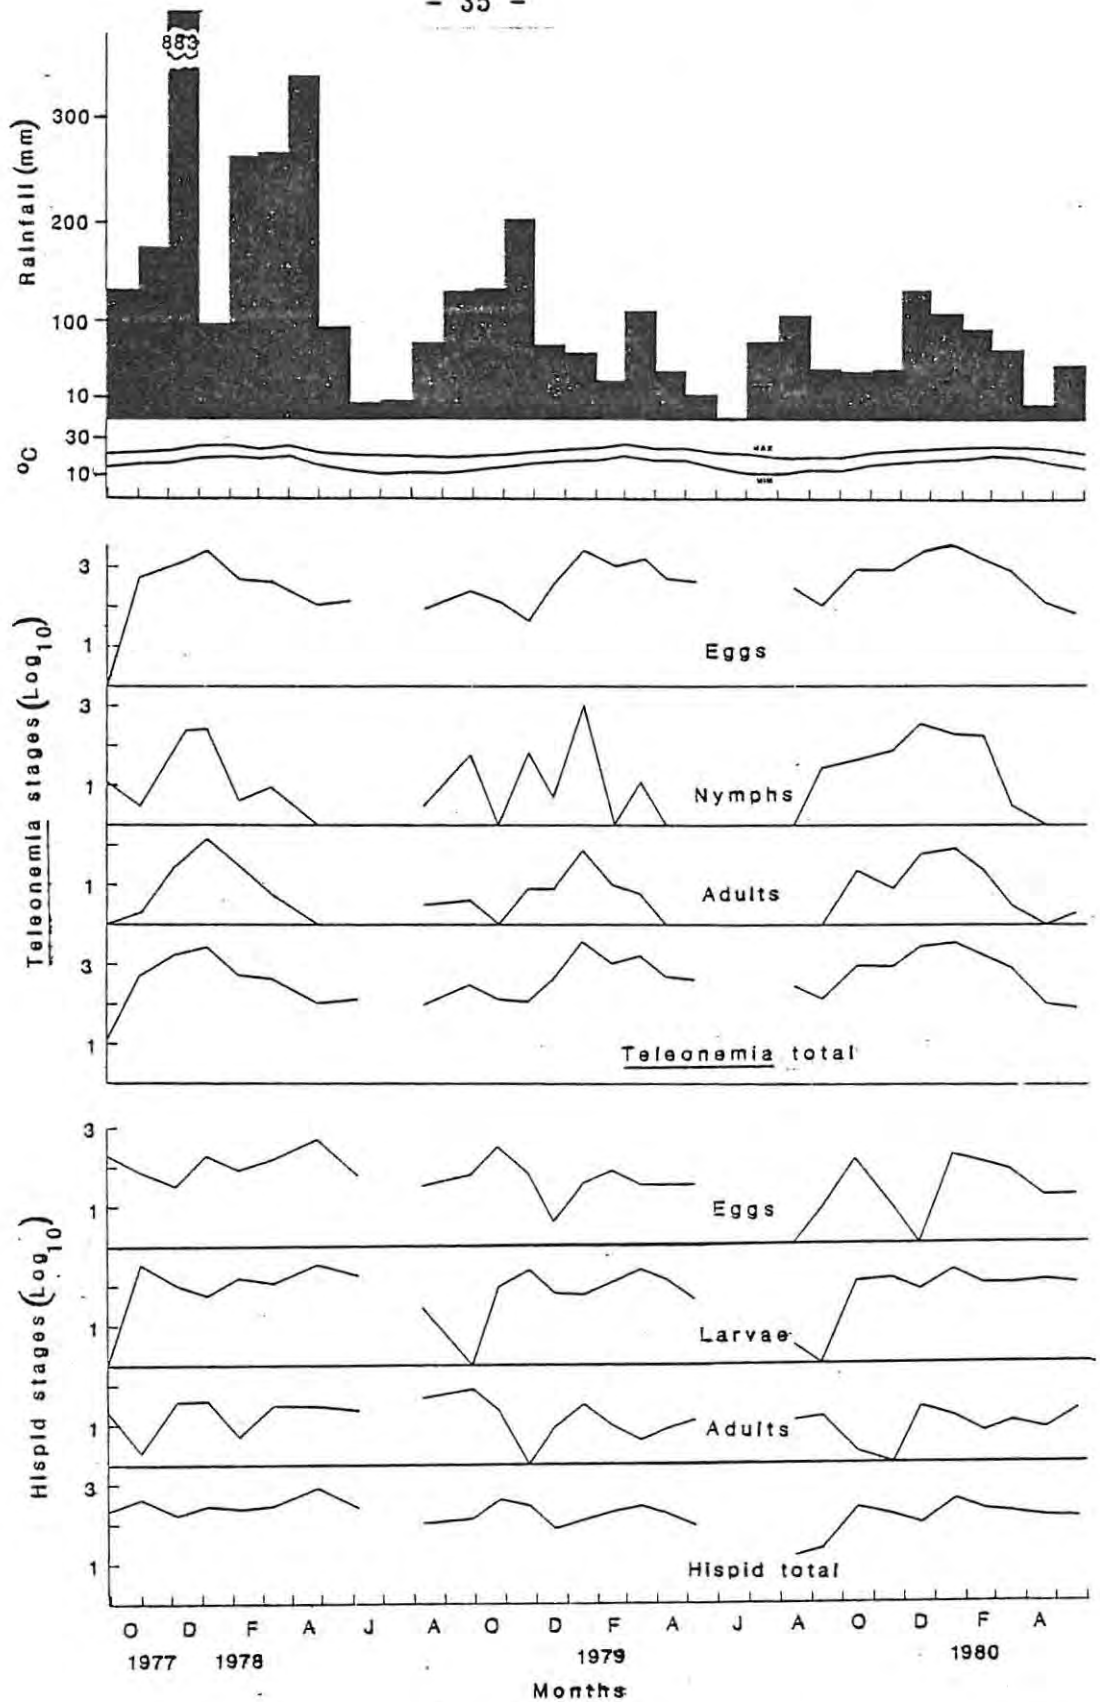 - 35 -
883
Rainfall (mm)
300
200
100
10
°C
30
10
MAX
MIN
Teleonemia stages (Log10)
3
1
Eggs
3
1
Nymphs
1
Adults
3
1
Teleonemia total
Hispid stages (Log10)
3
1
Eggs
1
Larvae
1
Adults
3
1
Hispid total
O D F A J A O D F A J A O D F A
1977 1978 1979 1980
Months